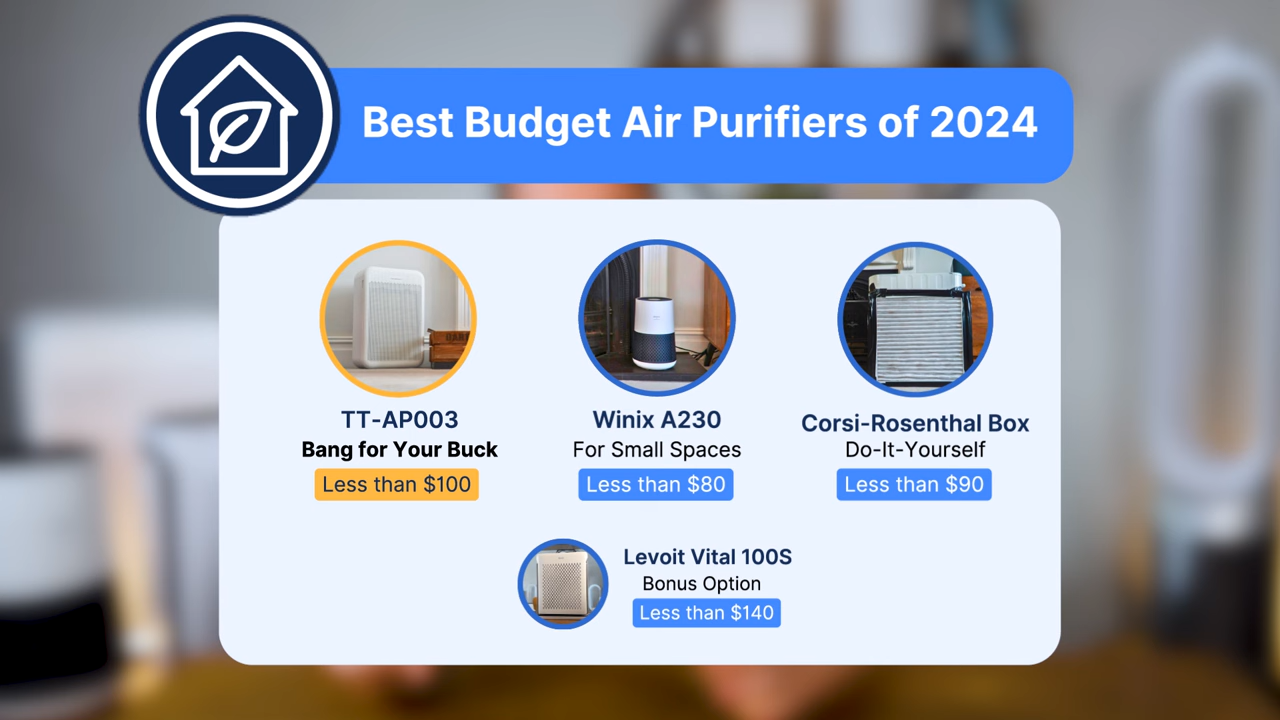 Best Budget Air Purifiers of 2024
TT-AP003
Bang for Your Buck
Less than $100
Winix A230
For Small Spaces
Less than $80
Corsi-Rosenthal Box
Do-It-Yourself
Less than $90
Levoit Vital 100S
Bonus Option
Less than $140